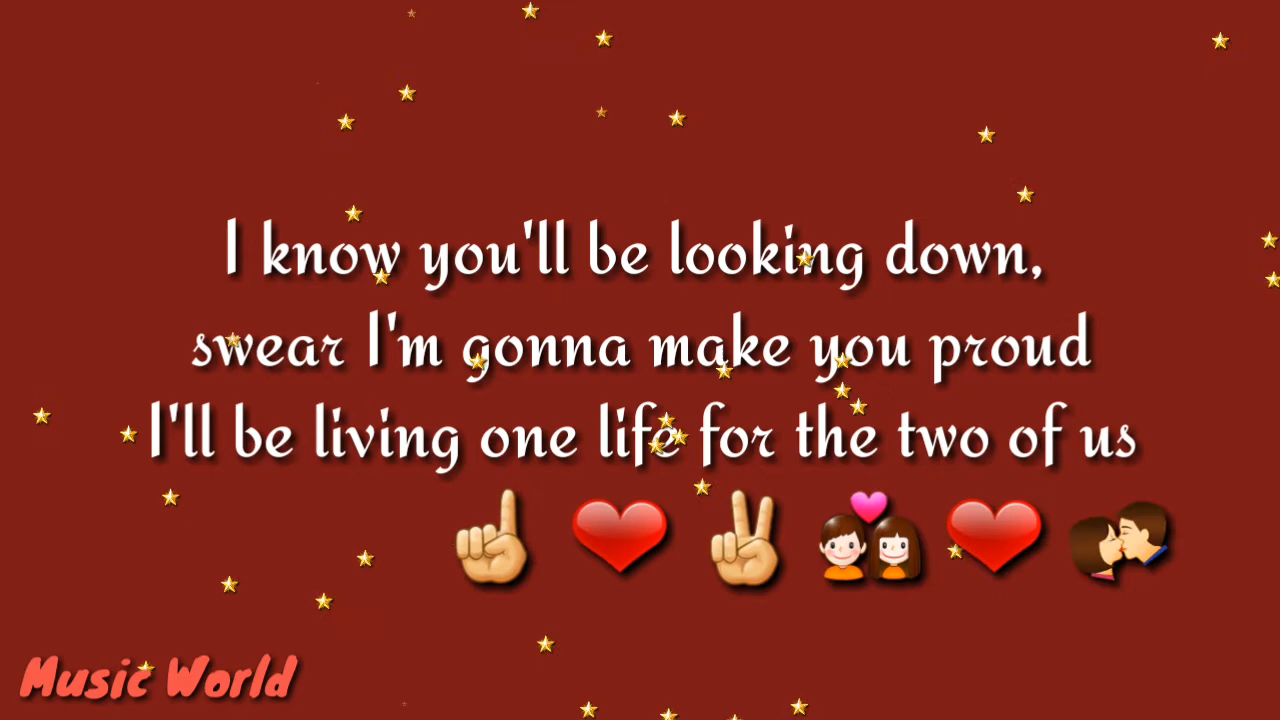 I know you'll be looking down,
swear I'm gonna make you proud
I'll be living one life for the two of us
Music World